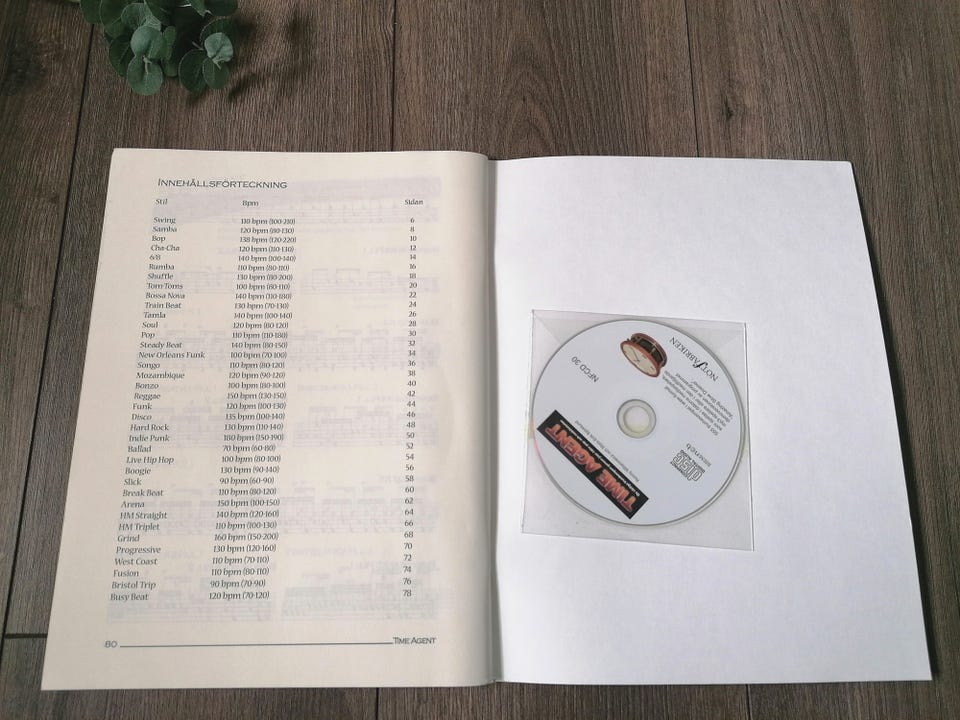 INNEHÅLLSFÖRTECKNING
Stil Bpm Sidan
Swing 110 bpm (100-210) 6
Samba 120 bpm (80-130) 8
Bop 138 bpm (120-220) 10
Cha-Cha 120 bpm (110-130) 12
6/8 140 bpm (100-140) 14
Rumba 110 bpm (80-110) 16
Shuffle 130 bpm (80-200) 18
Tom-Toms 100 bpm (80-110) 20
Bossa Nova 140 bpm (110-180) 22
Train Beat 130 bpm (70-130) 24
Tamla 140 bpm (100-140) 26
Soul 120 bpm (80-120) 28
Pop 110 bpm (110-180) 30
Steady Beat 140 bpm (80-150) 32
New Orleans Funk 100 bpm (70-100) 34
Songo 110 bpm (80-120) 36
Mozambique 120 bpm (90-120) 38
Bonzo 100 bpm (80-100) 40
Reggae 150 bpm (130-150) 42
Funk 120 bpm (100-130) 44
Disco 135 bpm (100-140) 46
Hard Rock 130 bpm (110-140) 48
Indie Punk 180 bpm (150-190) 50
Ballad 70 bpm (60-80) 52
Live Hip Hop 100 bpm (80-100) 54
Boogie 130 bpm (90-140) 56
Slick 90 bpm (60-90) 58
Break Beat 110 bpm (80-120) 60
Arena 150 bpm (100-150) 62
HM Straight 140 bpm (120-160) 64
HM Triplet 110 bpm (100-130) 66
Grind 160 bpm (150-200) 68
Progressive 130 bpm (120-160) 70
West Coast 110 bpm (70-110) 72
Fusion 110 bpm (80-110) 74
Bristol Trip 90 bpm (70-90) 76
Busy Beat 120 bpm (70-120) 78
80 TIME AGENT
NOTFABRIKEN
NFCD 30
disc
TIME AGENT